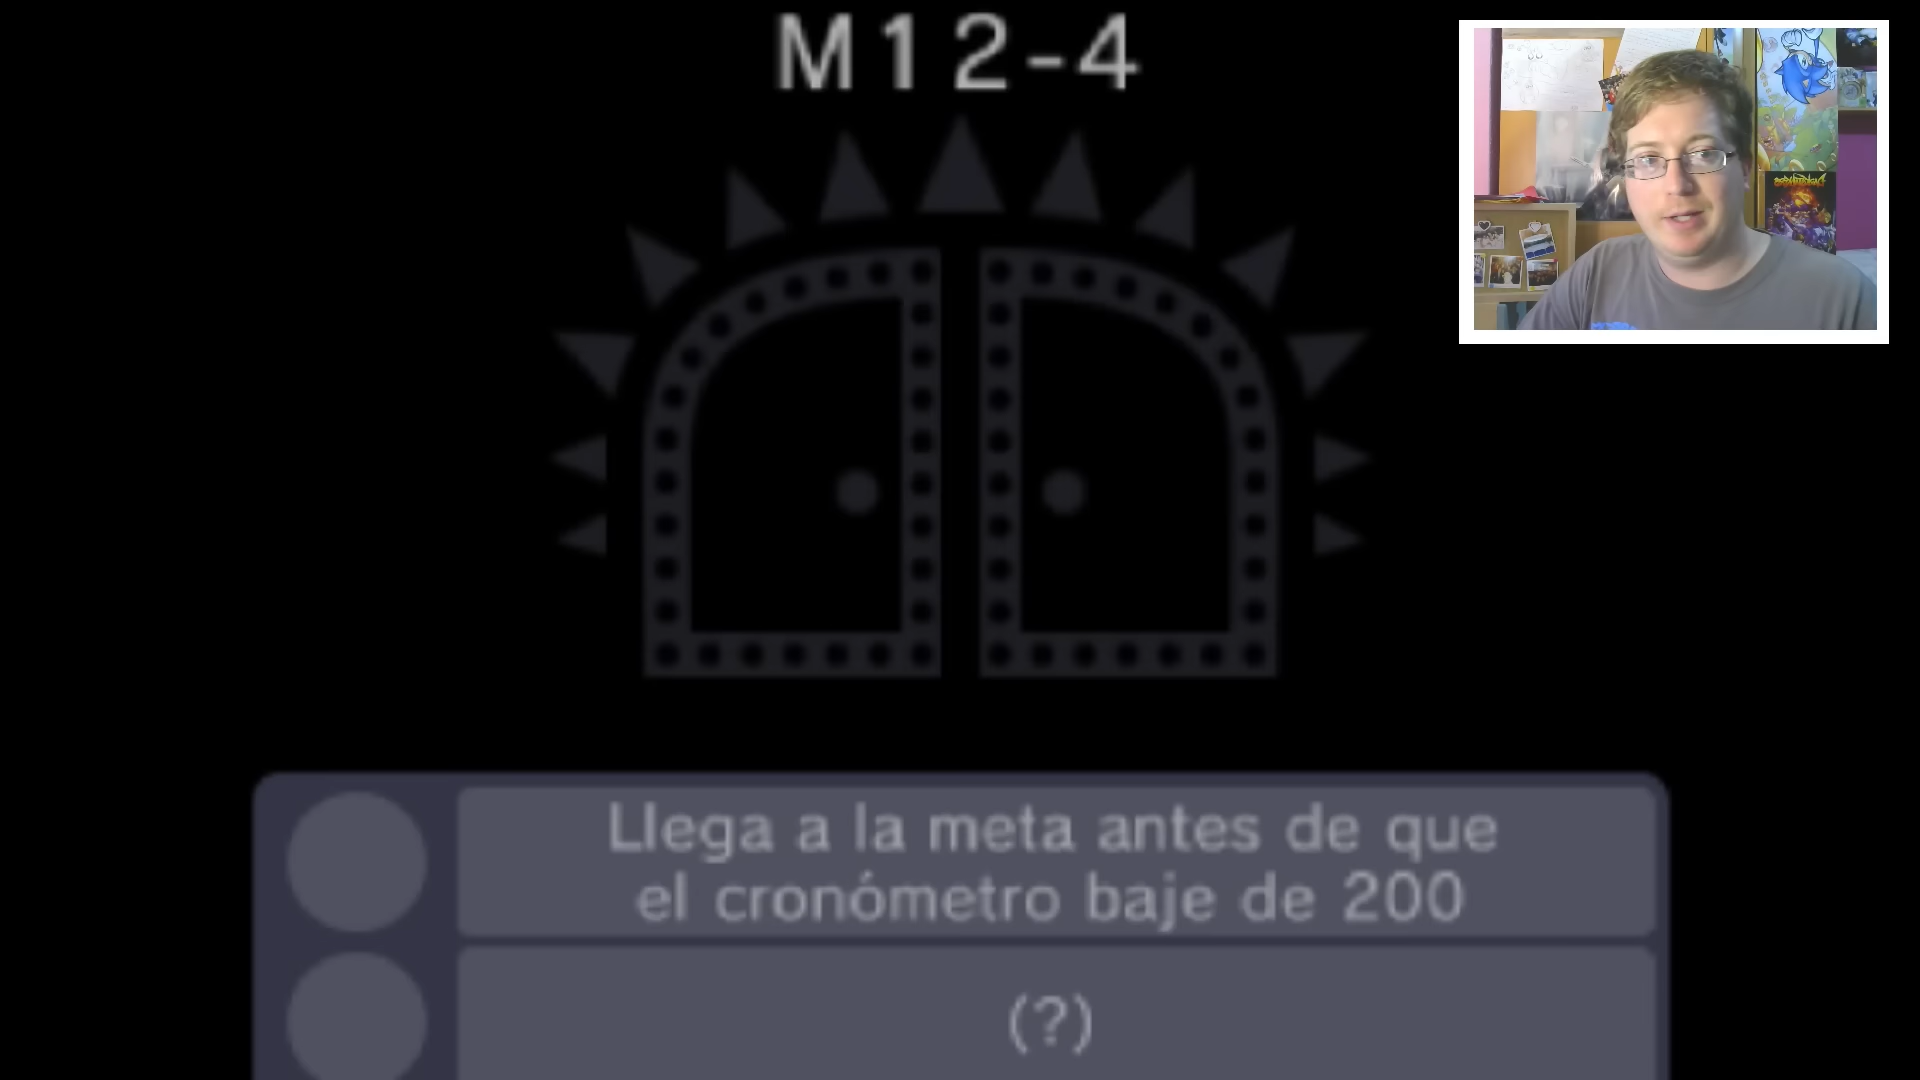 M12-4
Llega a la meta antes de que
el cronómetro baje de 200
(?)